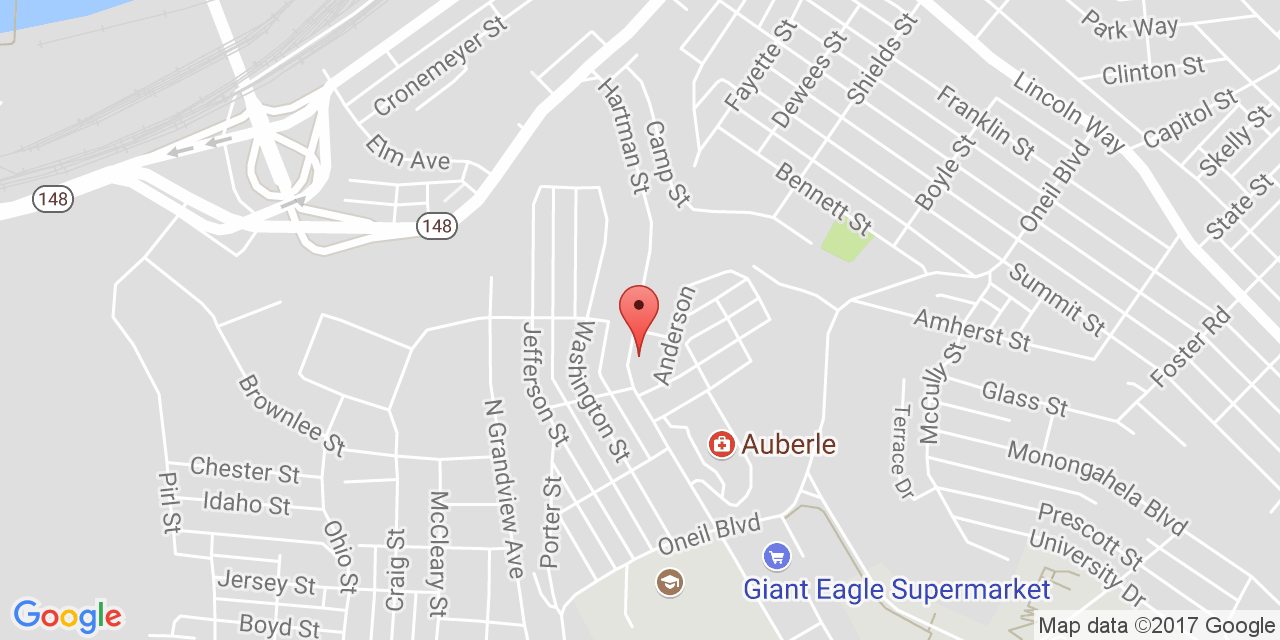 Cronemeyer St
Fayette St
Dewees St
Shields St
Park Way
Clinton St
Lincoln Way
Capitol St
Skelly St
State St
Franklin St
Boyle St
Oneil Blvd
Hartman St
Camp St
Elm Ave
Bennett St
148
148
Summit St
Foster Rd
Amherst St
Anderson
Jefferson St
Washington St
McCully St
Glass St
Terrace Dr
Brownlee St
N Grandview Ave
Auberle
Monongahela Blvd
Chester St
Idaho St
Pirl St
Ohio St
Craig St
McCleary St
Porter St
Oneil Blvd
Prescott St
University Dr
Jersey St
Boyd St
Giant Eagle Supermarket
Google
Map data ©2017 Google